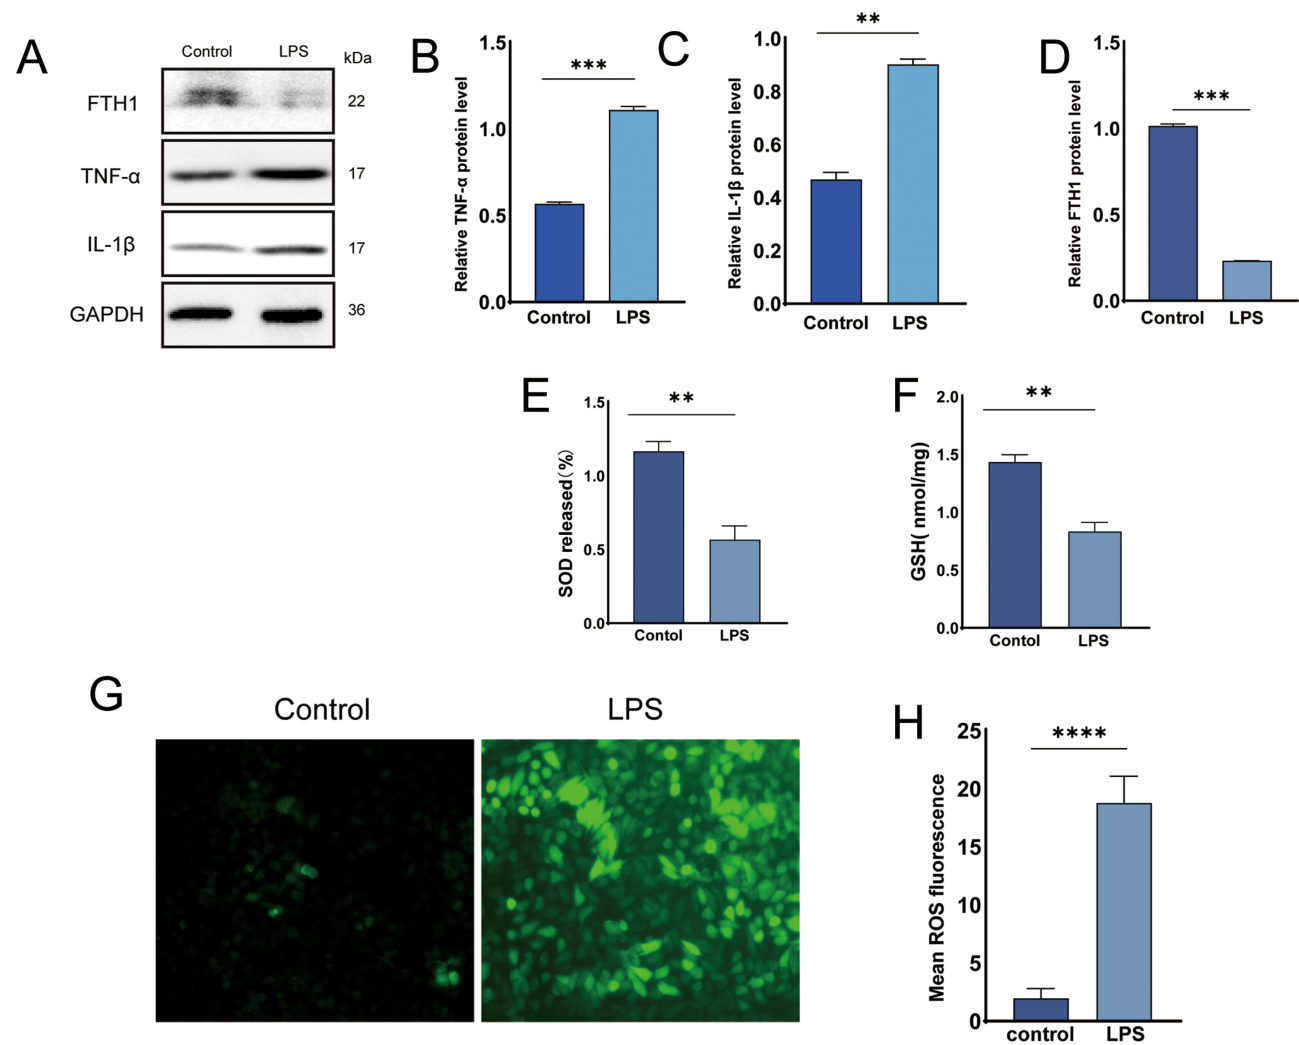 A
Control LPS
kDa
FTH1
22
TNF-α
17
IL-1β
17
GAPDH
36
B
Relative TNF-α protein level
1.5
1.0
0.5
0.0
***
Control LPS
C
Relative IL-1β protein level
1.0
0.8
0.6
0.4
0.2
0.0
**
Control LPS
D
Relative FTH1 protein level
1.5
1.0
0.5
0.0
***
Control LPS
E
SOD released(%)
1.5
1.0
0.5
0.0
**
Contol LPS
F
GSH( nmol/mg)
2.0
1.5
1.0
0.5
0.0
**
Contol LPS
G
Control LPS
H
Mean ROS fluorescence
25
20
15
10
5
0
****
control LPS